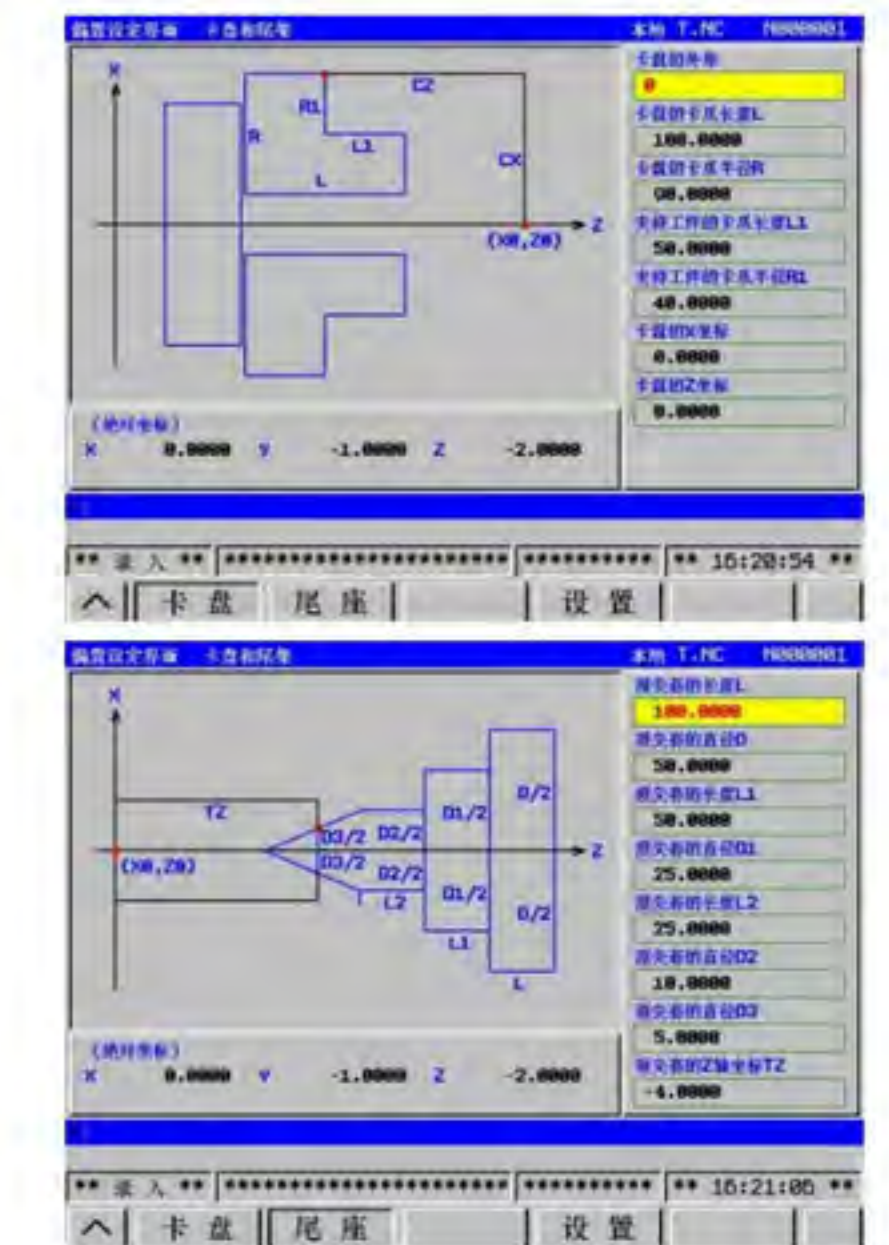 偏置设定界面 卡盘和尾架 本地 T.NC N000001
X
CZ
R1
R
L1
L
CX
Z
(X0,Z0)
卡盘的外形
0
卡盘的卡爪长度L
100.0000
卡盘的卡爪半径R
90.0000
夹持工件的卡爪长度L1
50.0000
夹持工件的卡爪半径R1
40.0000
卡盘的X坐标
0.0000
卡盘的Z坐标
0.0000
(绝对坐标)
X 0.0000 Y -1.0000 Z -2.0000
** 录入 ** ********************** ********** ** 16:20:54 **
へ 卡盘 尾座 设置
偏置设定界面 卡盘和尾架 本地 T.NC N000001
X
TZ
D3/2 D2/2 D1/2 D/2
Z
(X0,Z0)
D3/2 D2/2 D1/2 D/2
L2
L1
L
顶尖器的长度L
100.0000
顶尖器的直径D
50.0000
顶尖器的长度L1
50.0000
顶尖器的直径D1
25.0000
顶尖器的长度L2
25.0000
顶尖器的直径D2
10.0000
顶尖器的直径D3
5.0000
顶尖器的Z轴坐标TZ
-4.0000
(绝对坐标)
X 0.0000 Y -1.0000 Z -2.0000
** 录入 ** ********************** ********** ** 16:21:06 **
へ 卡盘 尾座 设置